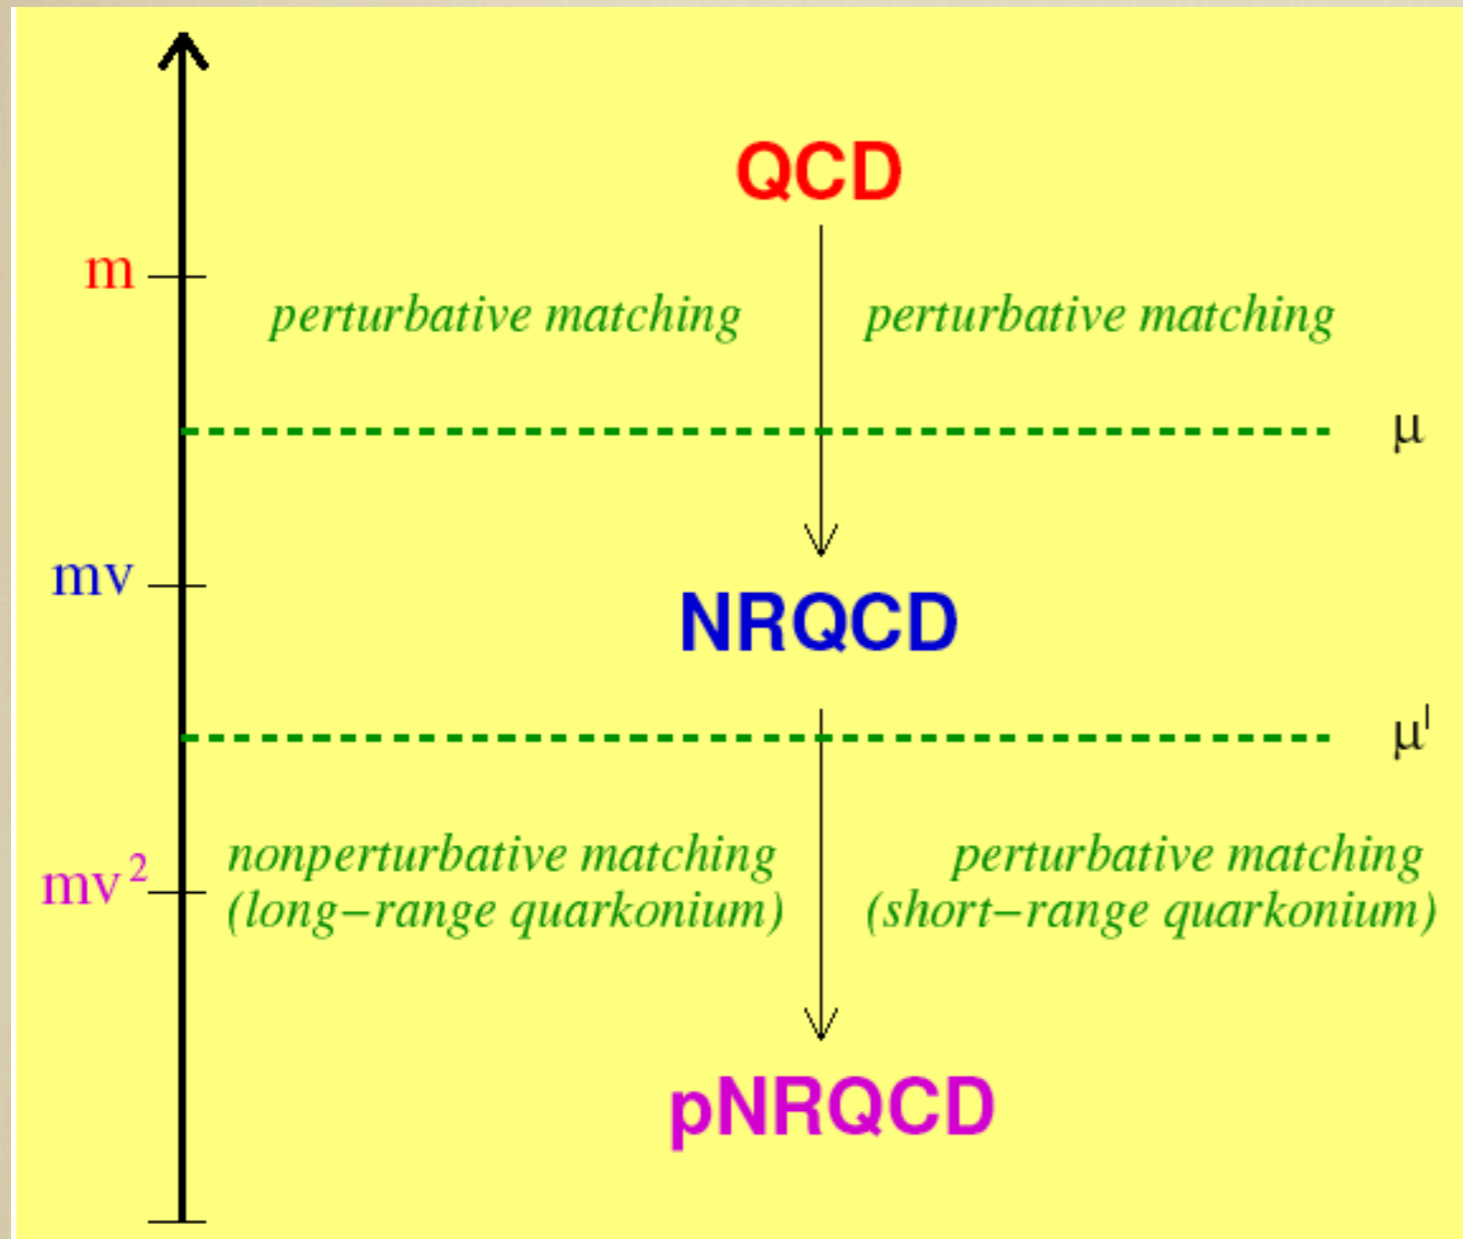 QCD
m
perturbative matching perturbative matching
μ
mv
NRQCD
μ'
nonperturbative matching perturbative matching
mv²
(long−range quarkonium) (short−range quarkonium)
pNRQCD